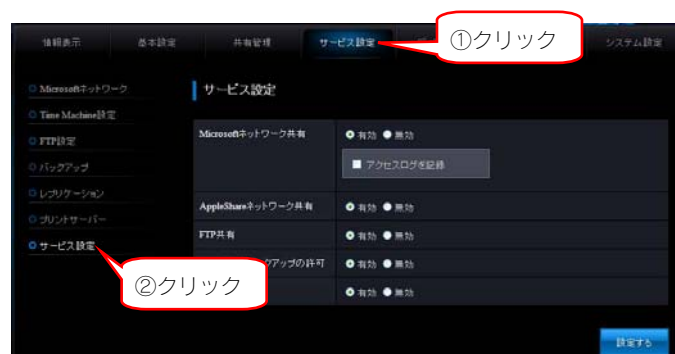 情報表示 基本設定 共有管理 サービス設定 システム設定
①クリック
Microsoftネットワーク
Time Machine設定
FTP設定
バックアップ
レプリケーション
プリントサーバー
サービス設定
②クリック
サービス設定
Microsoftネットワーク共有 有効 無効
アクセスログを記録
AppleShareネットワーク共有 有効 無効
FTP共有 有効 無効
クアップの許可 有効 無効
有効 無効
設定する